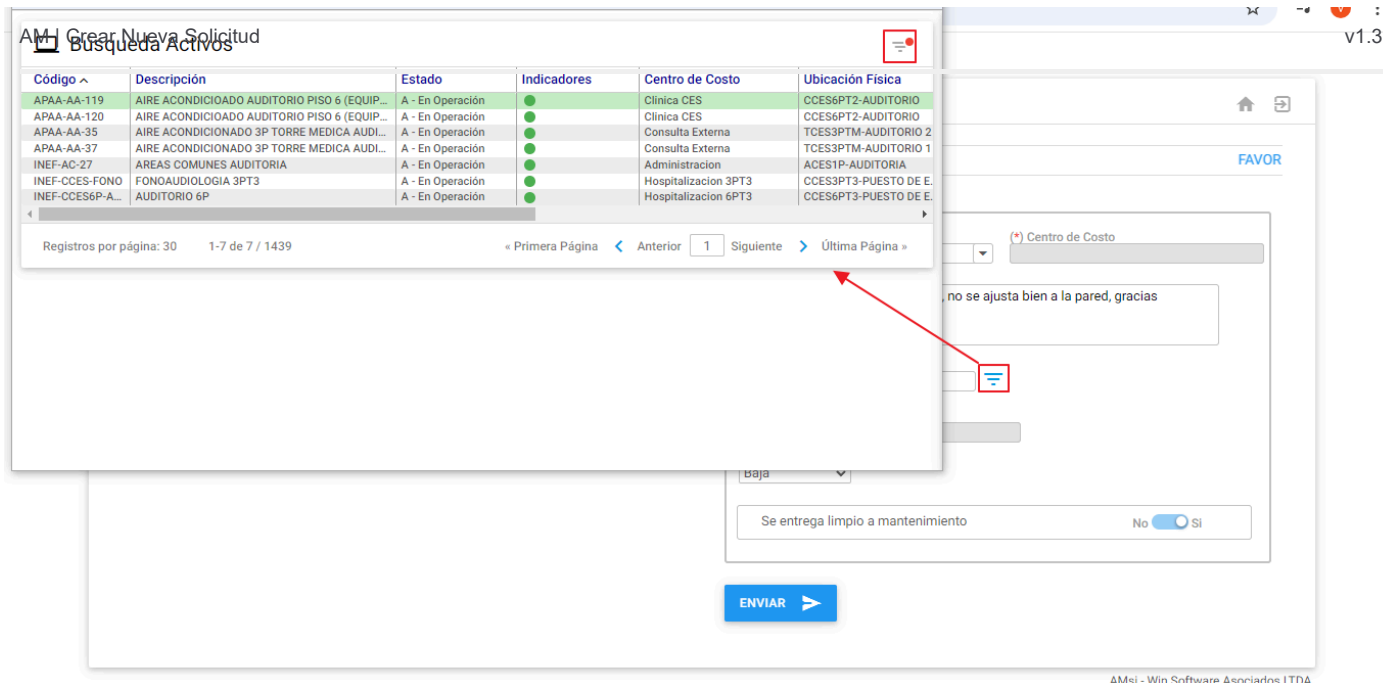 AM | Crear Nueva Solicitud
v1.3
Busqueda Activos
Código Descripción Estado Indicadores Centro de Costo Ubicación Física
APAA-AA-119 AIRE ACONDICIOADO AUDITORIO PISO 6 (EQUIP... A - En Operación Clinica CES CCES6PT2-AUDITORIO
APAA-AA-120 AIRE ACONDICIOADO AUDITORIO PISO 6 (EQUIP... A - En Operación Clinica CES CCES6PT2-AUDITORIO
APAA-AA-35 AIRE ACONDICIONADO 3P TORRE MEDICA AUDI... A - En Operación Consulta Externa TCES3PTM-AUDITORIO 2
APAA-AA-37 AIRE ACONDICIONADO 3P TORRE MEDICA AUDI... A - En Operación Consulta Externa TCES3PTM-AUDITORIO 1
INEF-AC-27 AREAS COMUNES AUDITORIA A - En Operación Administracion ACES1P-AUDITORIA
INEF-CCES-FONO FONOAUDIOLOGIA 3PT3 A - En Operación Hospitalizacion 3PT3 CCES3PT3-PUESTO DE E.
INEF-CCES6P-A... AUDITORIO 6P A - En Operación Hospitalizacion 6PT3 CCES6PT3-PUESTO DE E.
Registros por página: 30 1-7 de 7 / 1439 « Primera Página Anterior 1 Siguiente Última Página »
FAVOR
(*) Centro de Costo
, no se ajusta bien a la pared, gracias
Baja
Se entrega limpio a mantenimiento No Si
ENVIAR
AMsi - Win Software Asociados LTDA